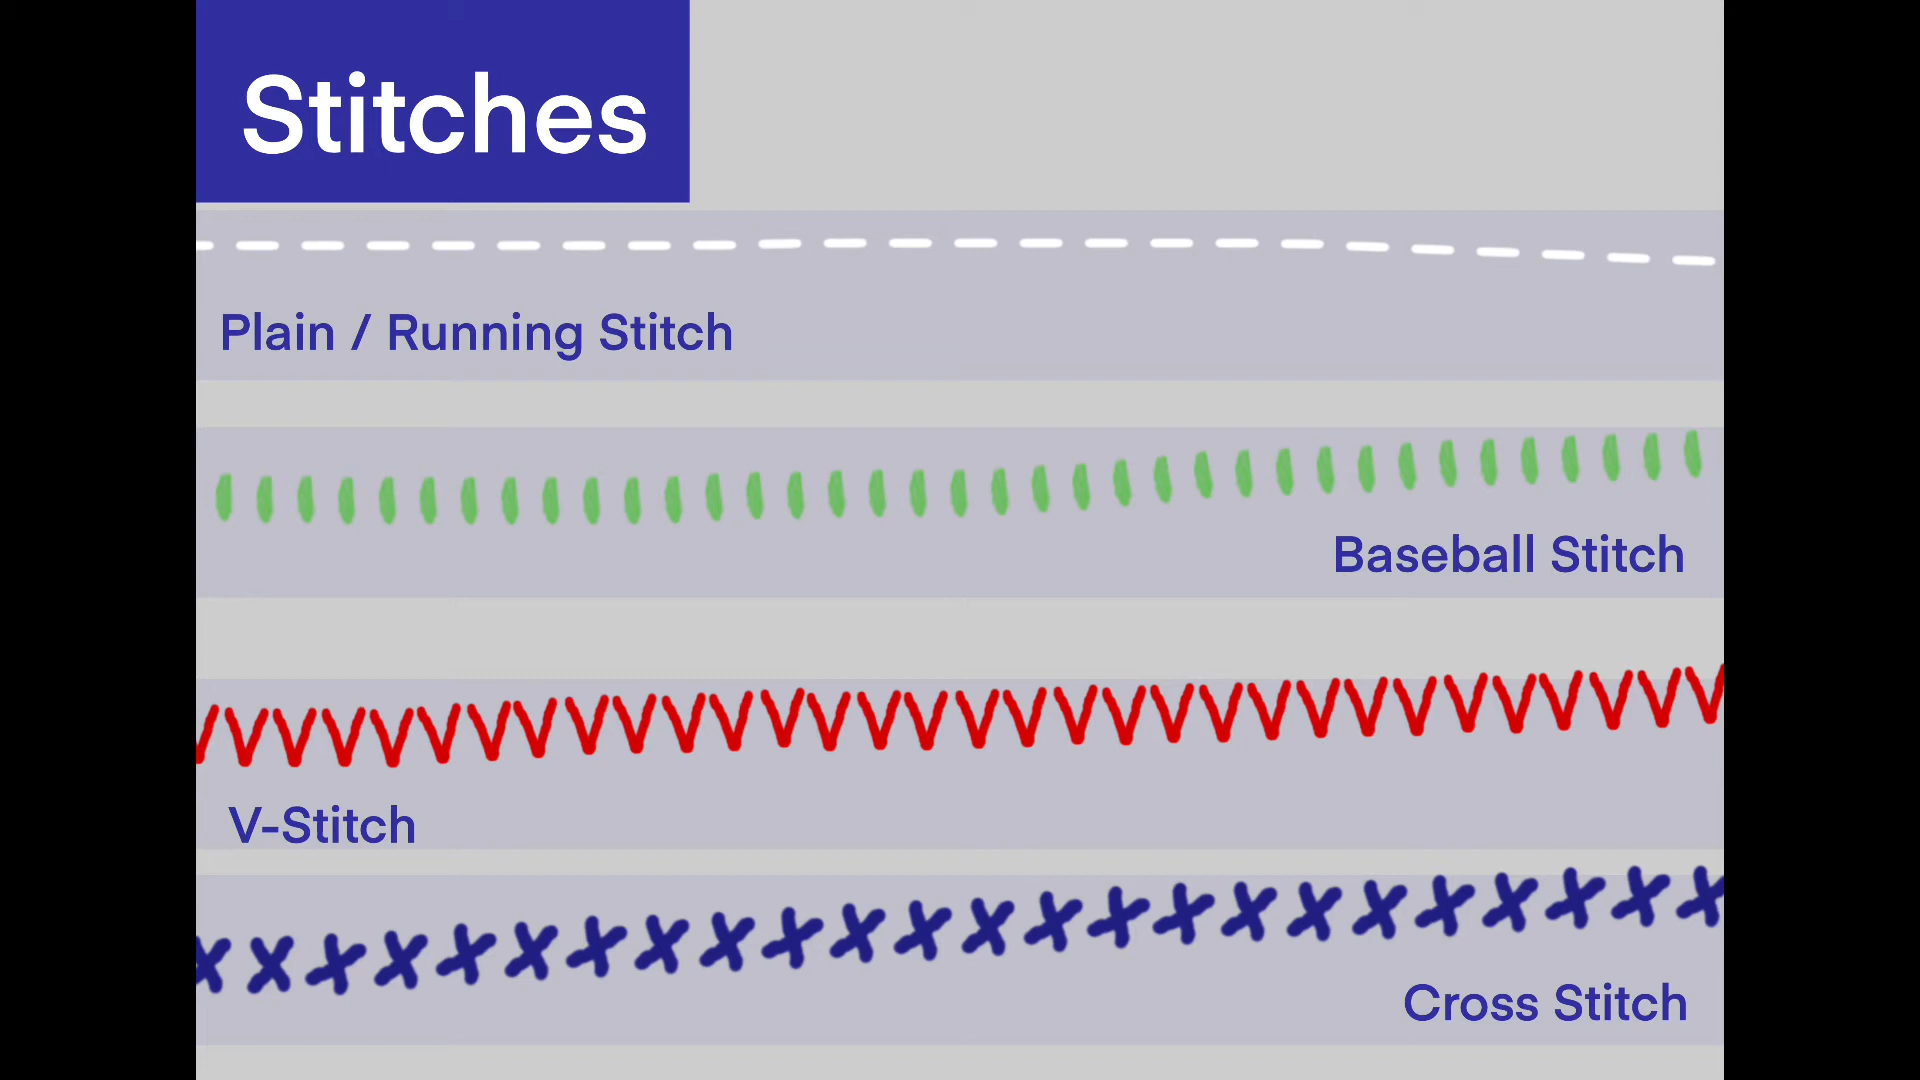 Stitches
Plain / Running Stitch
Baseball Stitch
V-Stitch
Cross Stitch